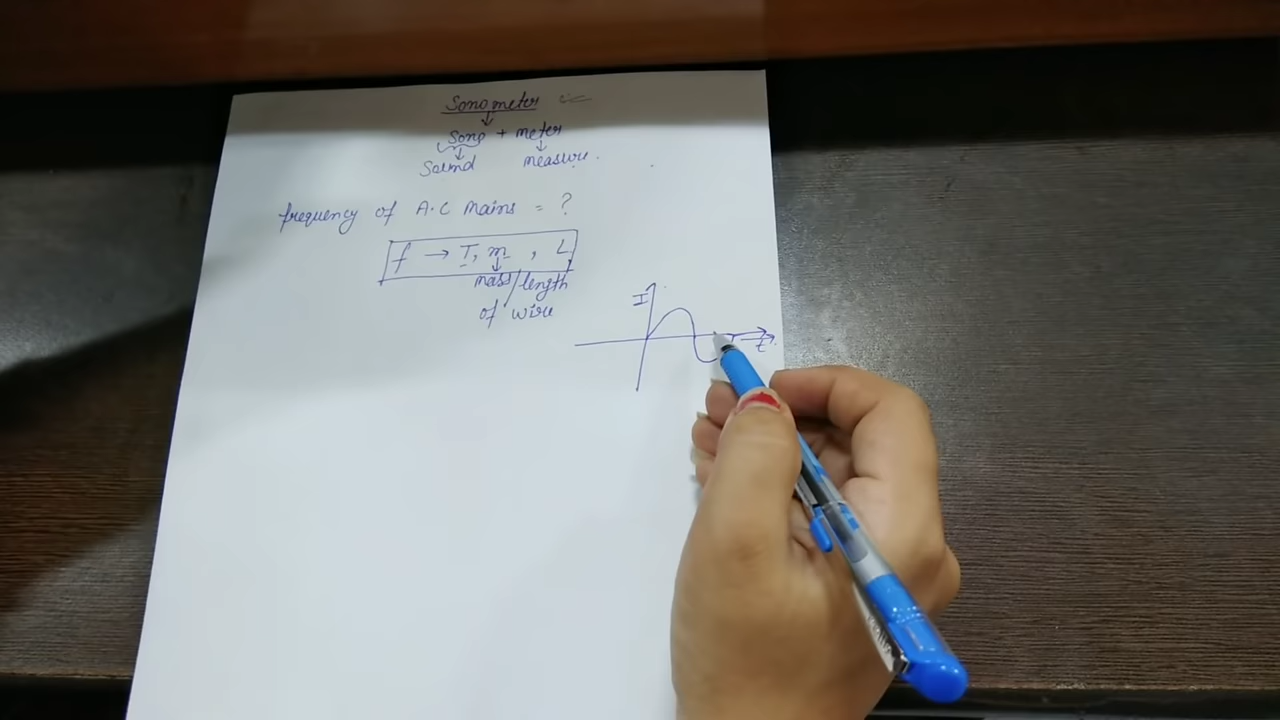 Sonometer
Sono + meter
Sound measure.
frequency of A.C Mains = ?
f → T, m, L
mass/length
of wire
I
t